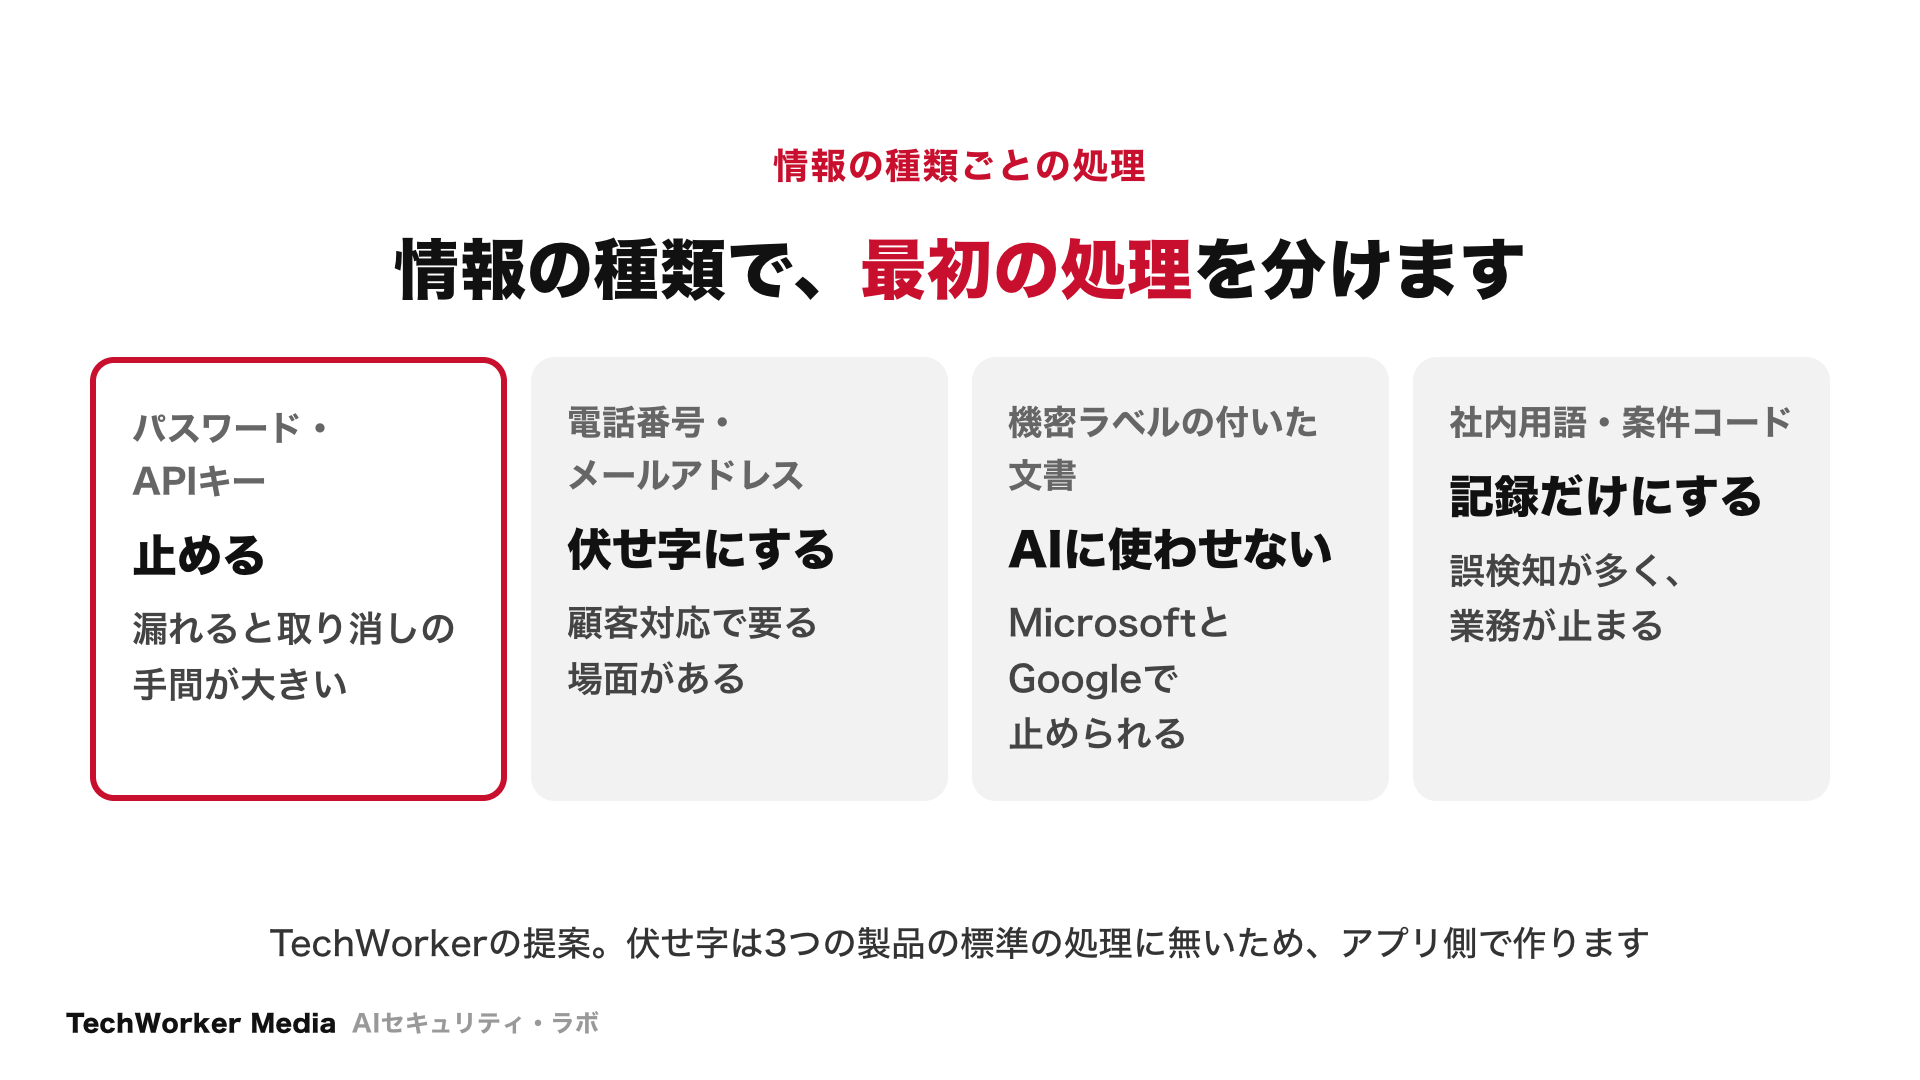 情報の種類ごとの処理
情報の種類で、最初の処理を分けます
パスワード・
APIキー
止める
漏れると取り消しの
手間が大きい
電話番号・
メールアドレス
伏せ字にする
顧客対応で要る
場面がある
機密ラベルの付いた
文書
AIに使わせない
Microsoftと
Googleで
止められる
社内用語・案件コード
記録だけにする
誤検知が多く、
業務が止まる
TechWorkerの提案。伏せ字は3つの製品の標準の処理に無いため、アプリ側で作ります
TechWorker Media AIセキュリティ・ラボ